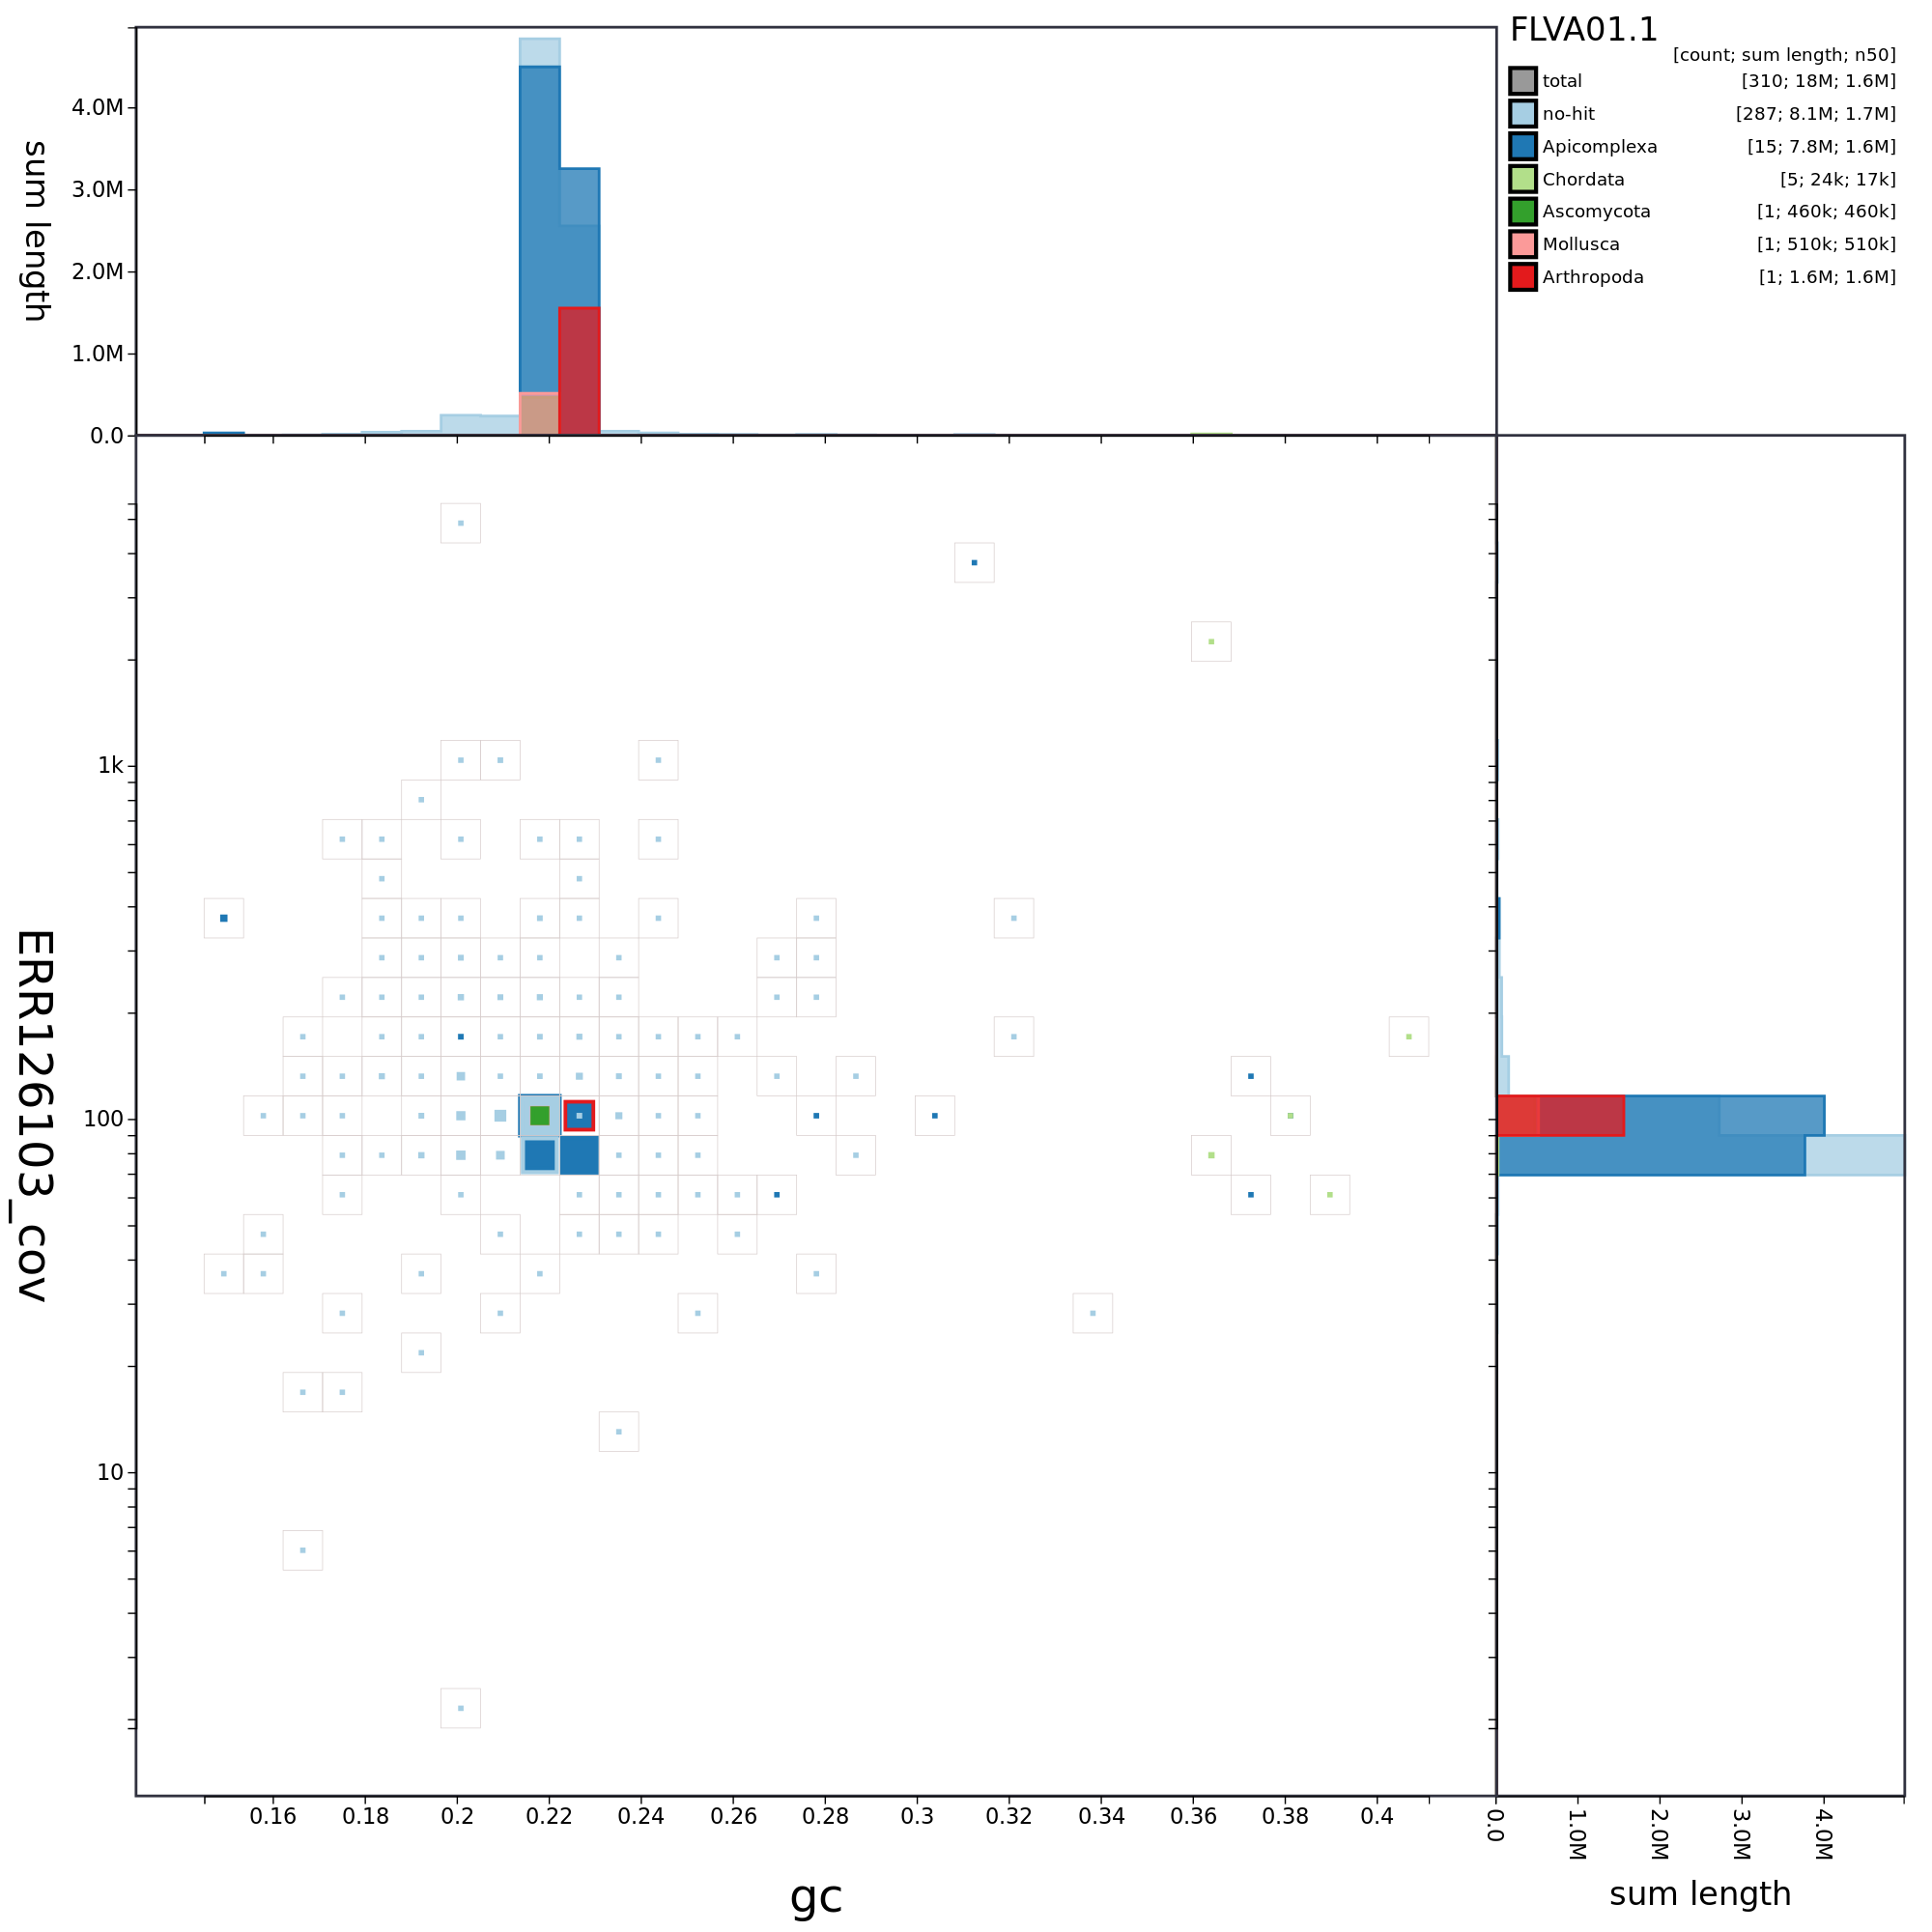 FLVA01.1
[count; sum length; n50]
total [310; 18M; 1.6M]
no-hit [287; 8.1M; 1.7M]
Apicomplexa [15; 7.8M; 1.6M]
Chordata [5; 24k; 17k]
Ascomycota [1; 460k; 460k]
Mollusca [1; 510k; 510k]
Arthropoda [1; 1.6M; 1.6M]
sum length
4.0M
3.0M
2.0M
1.0M
0.0
ERR126103_cov
1k
100
10
0.16 0.18 0.2 0.22 0.24 0.26 0.28 0.3 0.32 0.34 0.36 0.38 0.4
gc
0.0 1.0M 2.0M 3.0M 4.0M
sum length